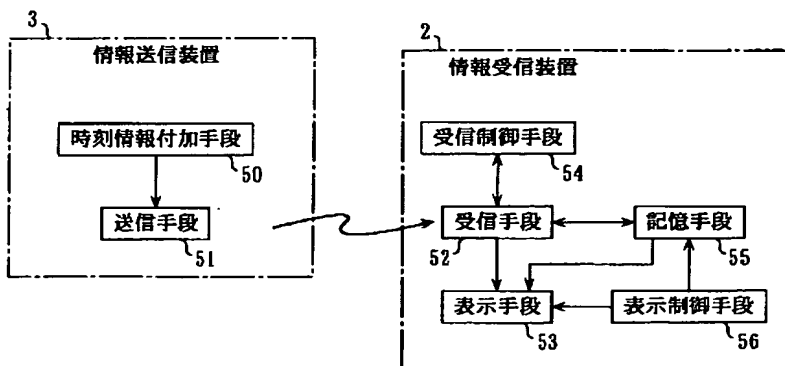 3
情報送信装置
時刻情報付加手段
50
送信手段
51
2
情報受信装置
受信制御手段
54
受信手段
52
記憶手段
55
表示手段
53
表示制御手段
56